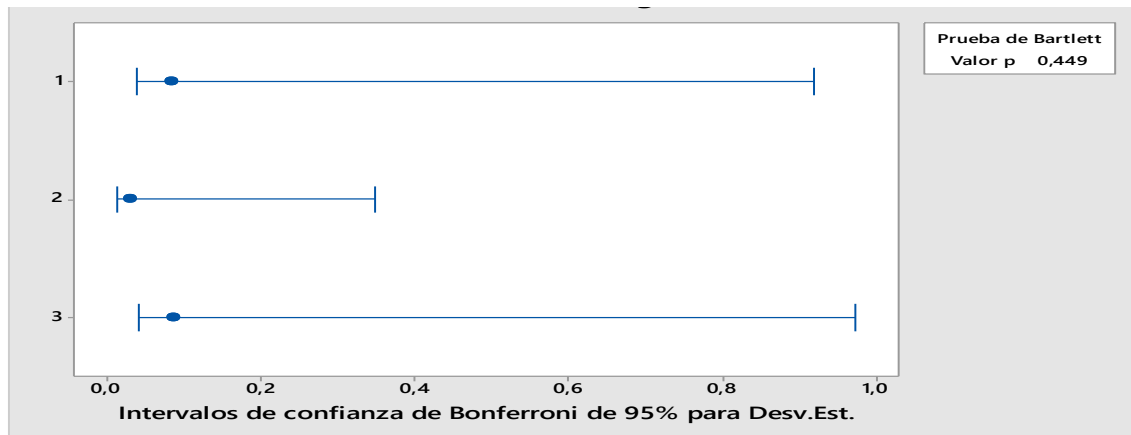 Prueba de Bartlett
Valor p 0,449
1
2
3
0,0 0,2 0,4 0,6 0,8 1,0
Intervalos de confianza de Bonferroni de 95% para Desv.Est.